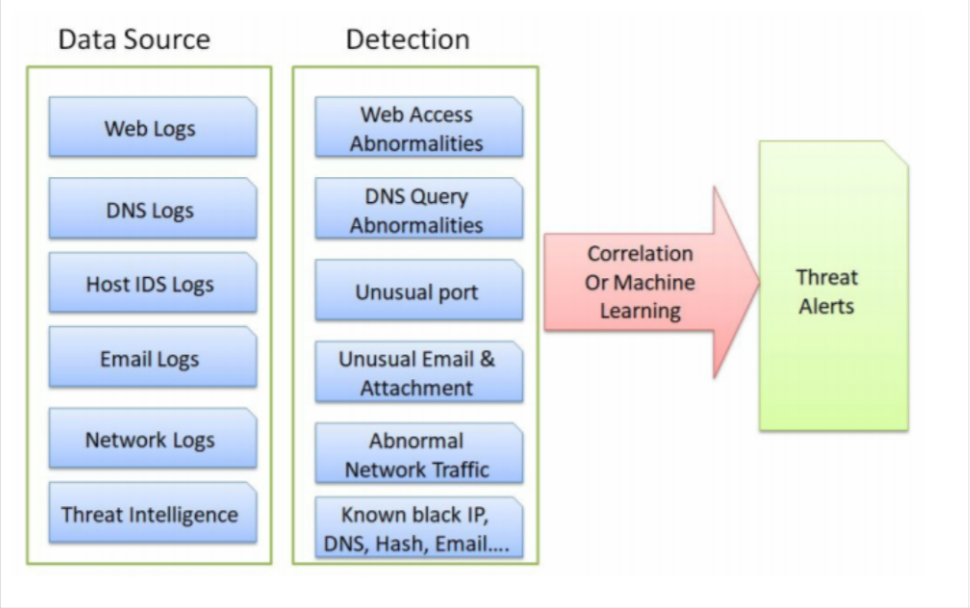 Data Source
Detection
Web Logs
DNS Logs
Host IDS Logs
Email Logs
Network Logs
Threat Intelligence
Web Access
Abnormalities
DNS Query
Abnormalities
Unusual port
Unusual Email &
Attachment
Abnormal
Network Traffic
Known black IP,
DNS, Hash, Email....
Correlation
Or Machine
Learning
Threat
Alerts